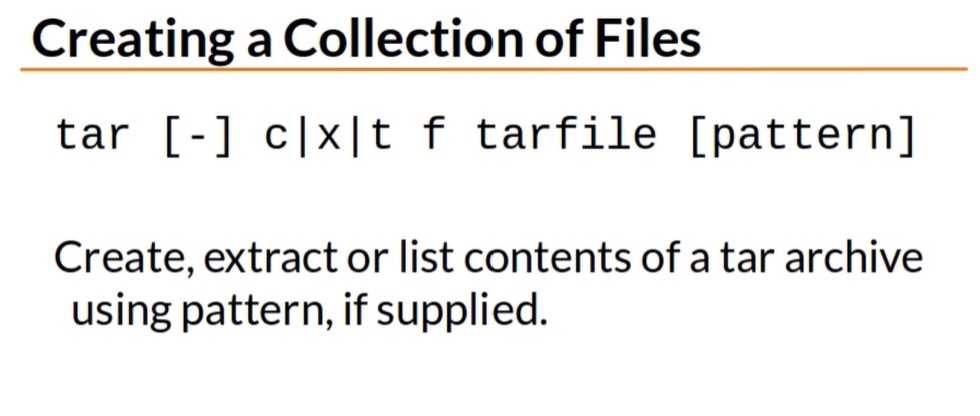 Creating a Collection of Files
tar [-] c|x|t f tarfile [pattern]
Create, extract or list contents of a tar archive
using pattern, if supplied.